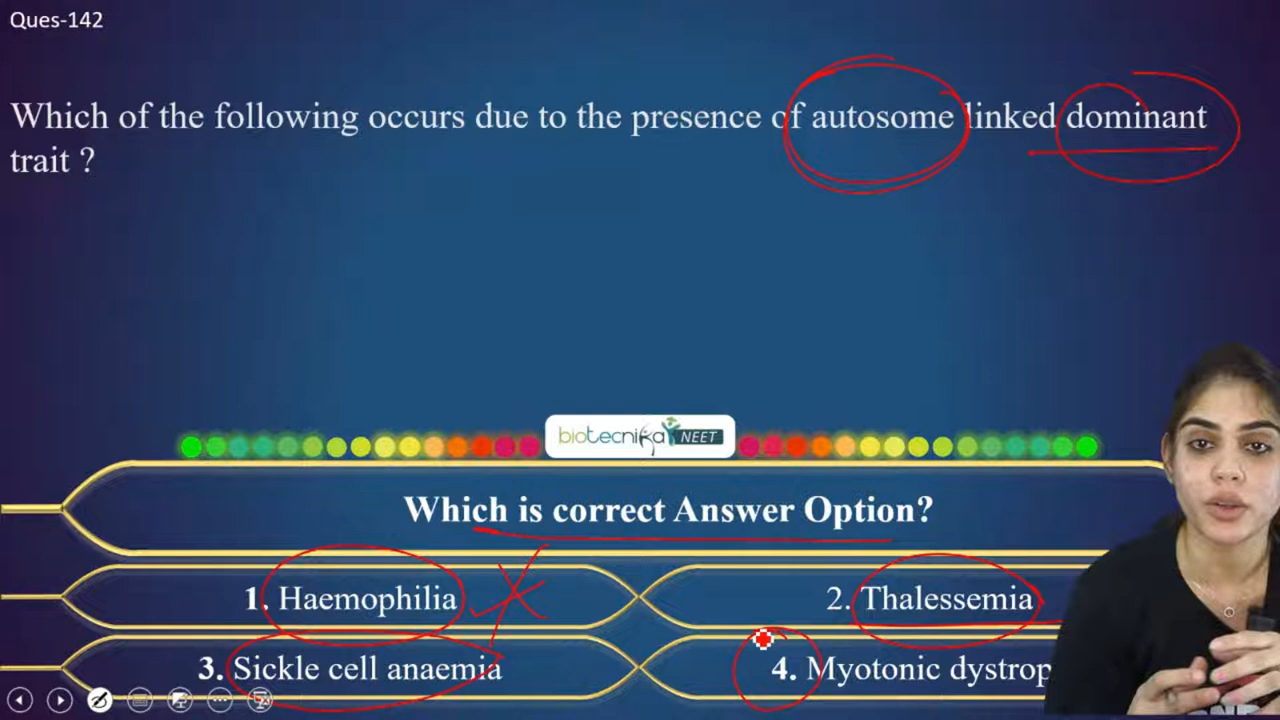 Ques-142
Which of the following occurs due to the presence of autosome linked dominant
trait ?
biotecnika NEET
Which is correct Answer Option?
1. Haemophilia
2. Thalessemia
3. Sickle cell anaemia
4. Myotonic dystrop